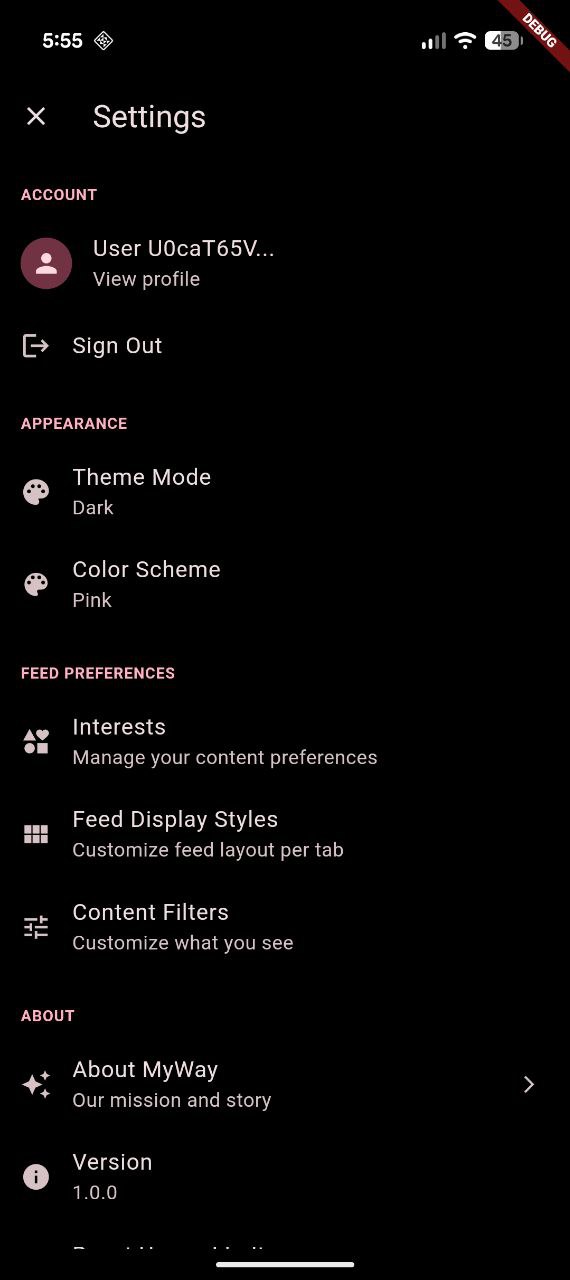 5:55
45
DEBUG
Settings
ACCOUNT
User U0caT65V...
View profile
Sign Out
APPEARANCE
Theme Mode
Dark
Color Scheme
Pink
FEED PREFERENCES
Interests
Manage your content preferences
Feed Display Styles
Customize feed layout per tab
Content Filters
Customize what you see
ABOUT
About MyWay
Our mission and story
Version
1.0.0